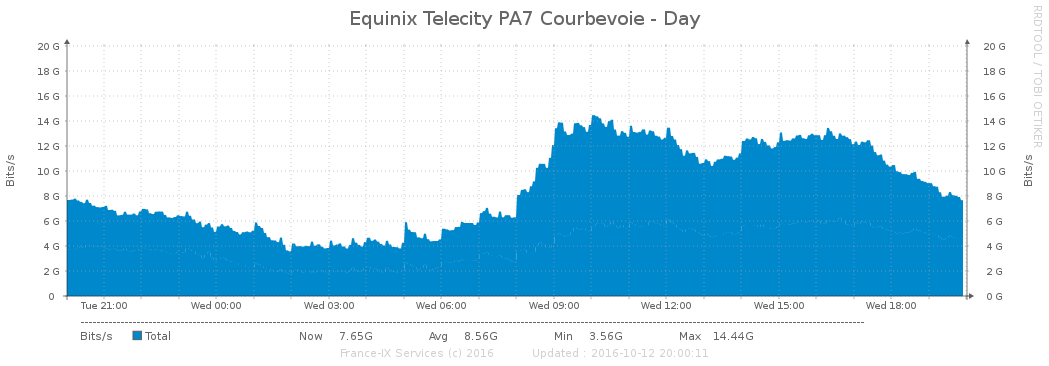 Equinix Telecity PA7 Courbevoie - Day
RRDTOOL / TOBI OETIKER
20 G 20 G
18 G 18 G
16 G 16 G
14 G 14 G
12 G 12 G
10 G 10 G
8 G 8 G
6 G 6 G
4 G 4 G
2 G 2 G
0 0 G
Bits/s
Bits/s
Tue 21:00 Wed 00:00 Wed 03:00 Wed 06:00 Wed 09:00 Wed 12:00 Wed 15:00 Wed 18:00
Bits/s Total Now 7.65G Avg 8.56G Min 3.56G Max 14.44G
France-IX Services (c) 2016 Updated : 2016-10-12 20:00:11